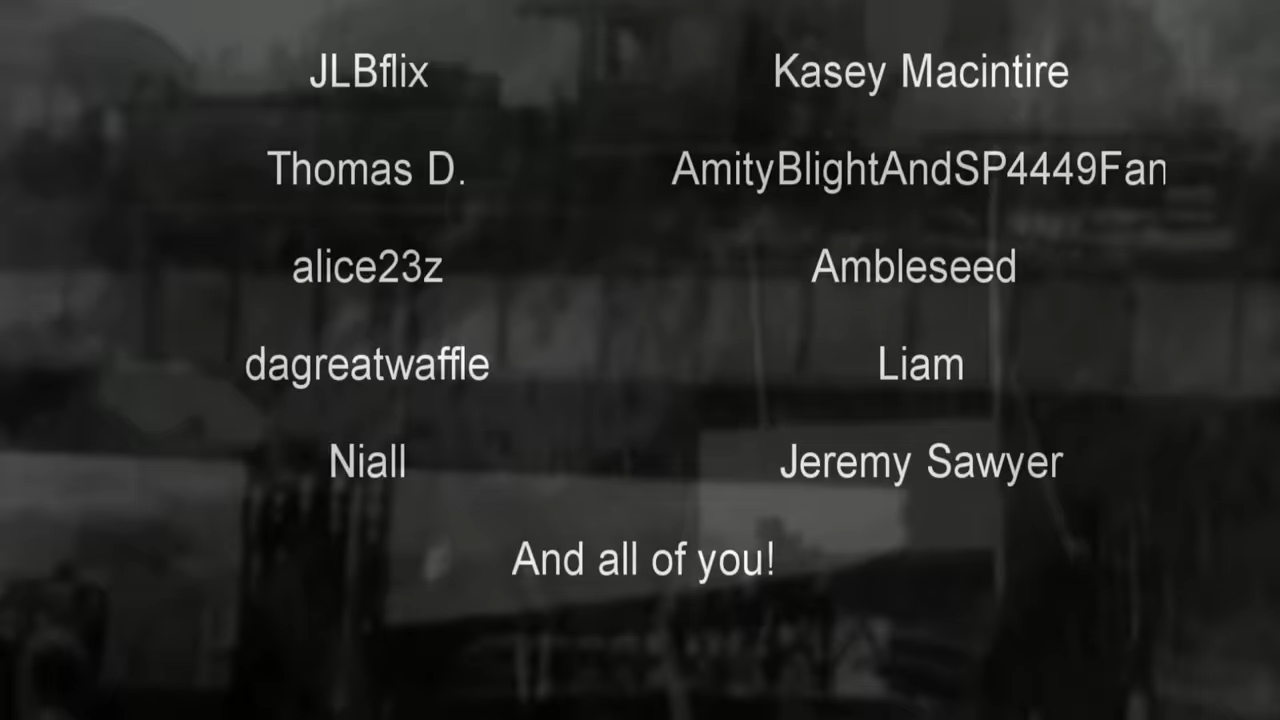 JLBflix Kasey Macintire
Thomas D. AmityBlightAndSP4449Fan
alice23z Ambleseed
dagreatwaffle Liam
Niall Jeremy Sawyer
And all of you!